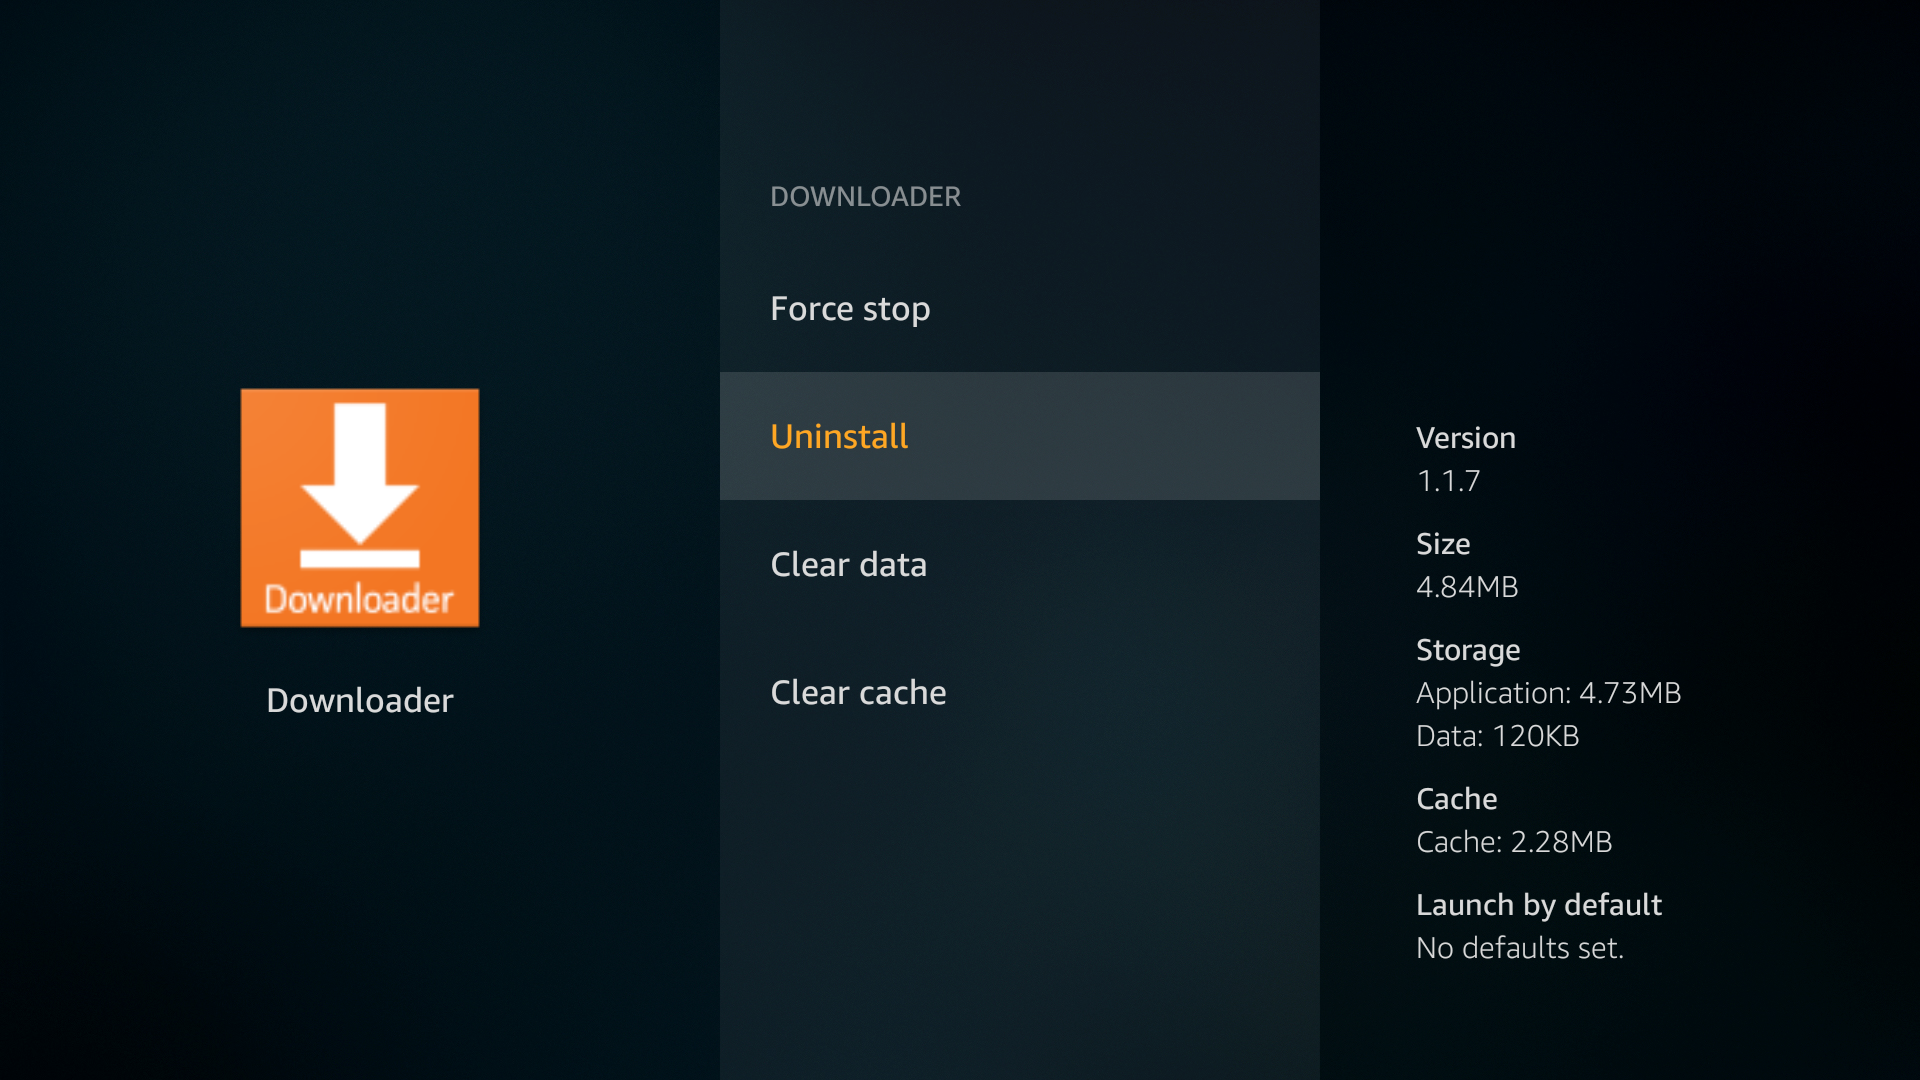 Downloader
Downloader
DOWNLOADER
Force stop
Uninstall
Clear data
Clear cache
Version
1.1.7
Size
4.84MB
Storage
Application: 4.73MB
Data: 120KB
Cache
Cache: 2.28MB
Launch by default
No defaults set.